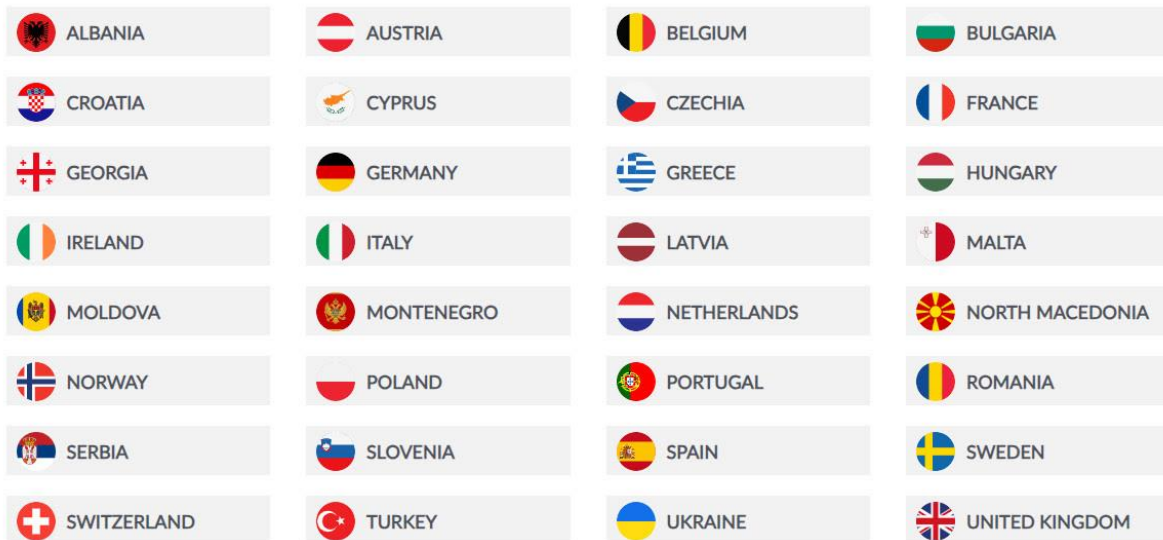 ALBANIA AUSTRIA BELGIUM BULGARIA
CROATIA CYPRUS CZECHIA FRANCE
GEORGIA GERMANY GREECE HUNGARY
IRELAND ITALY LATVIA MALTA
MOLDOVA MONTENEGRO NETHERLANDS NORTH MACEDONIA
NORWAY POLAND PORTUGAL ROMANIA
SERBIA SLOVENIA SPAIN SWEDEN
SWITZERLAND TURKEY UKRAINE UNITED KINGDOM